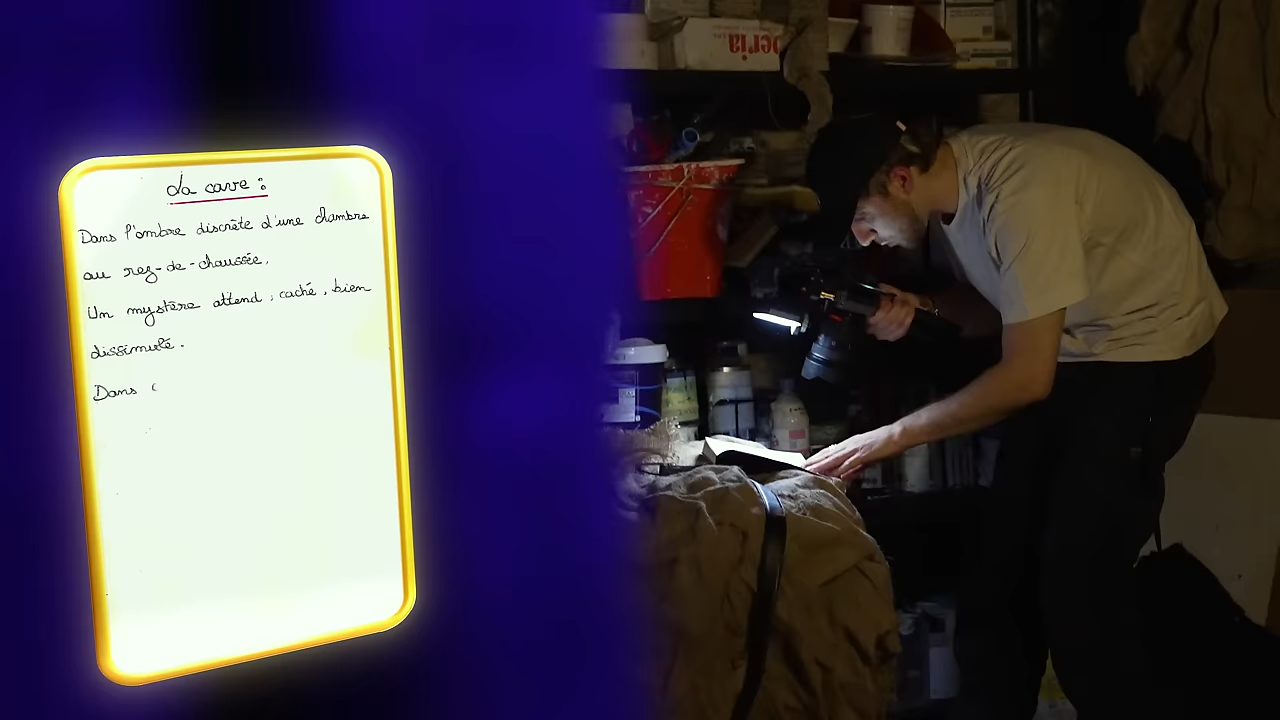 La cave :
Dans l'ombre discrète d'une chambre
au rez-de-chaussée,
Un mystère attend, caché, bien
dissimulé.
Dans